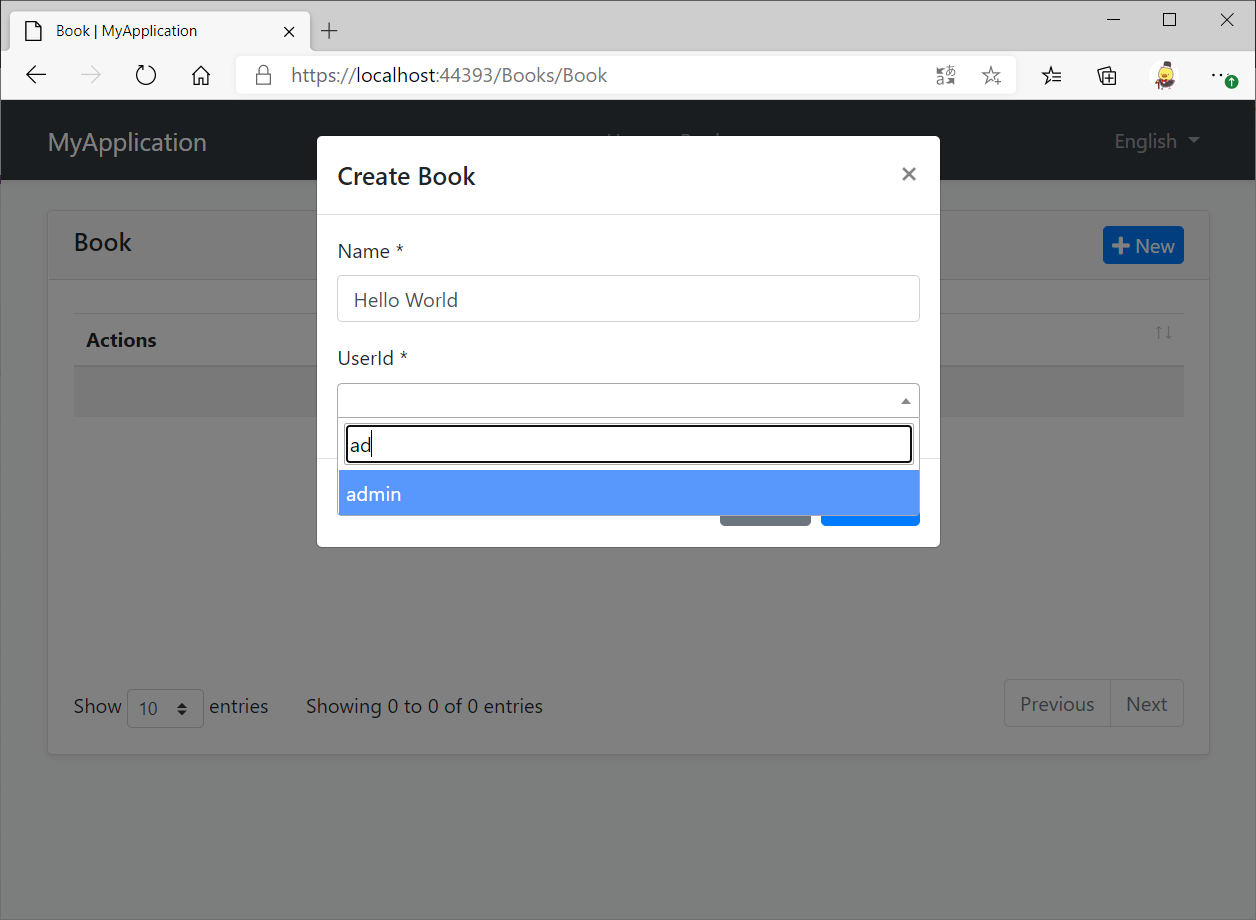 Book | MyApplication
https://localhost:44393/Books/Book
MyApplication
English
Create Book
Book
New
Name *
Hello World
Actions
UserId *
ad
admin
Show 10 entries Showing 0 to 0 of 0 entries
Previous Next